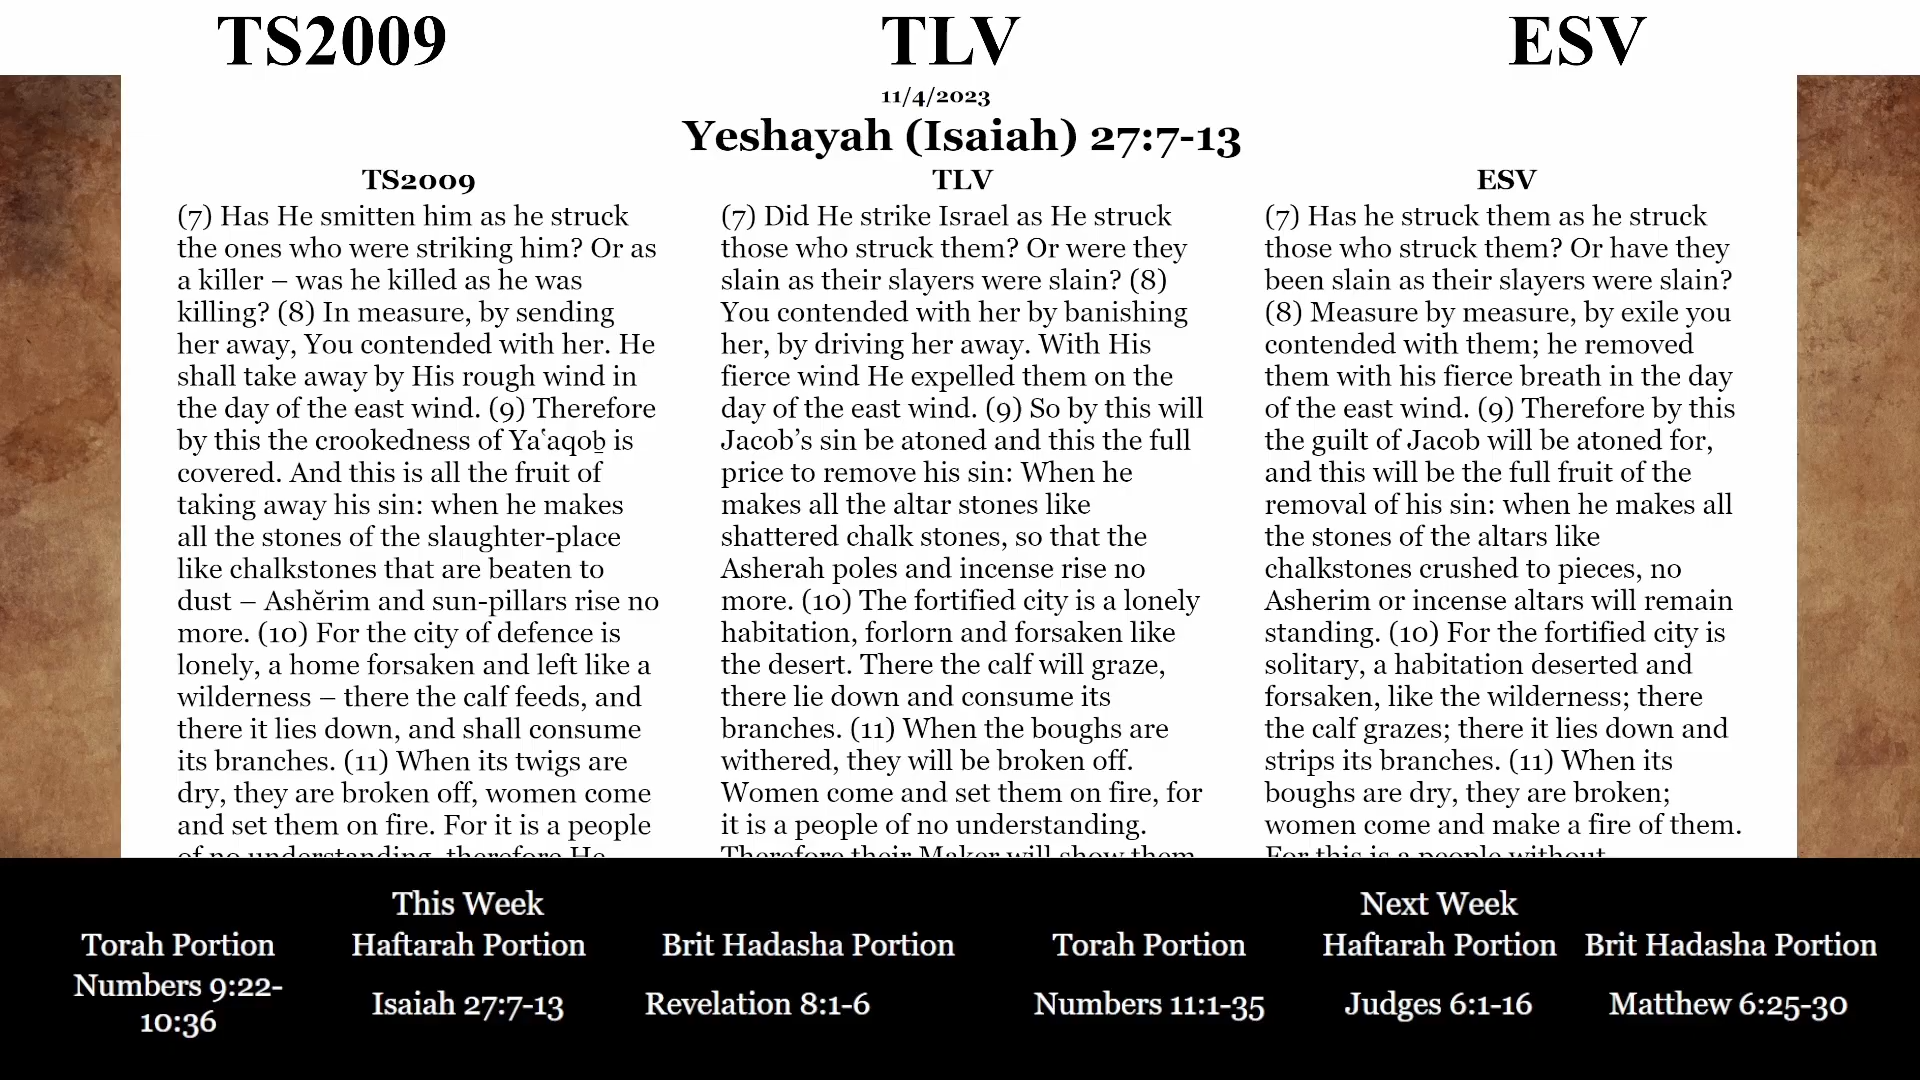 TS2009 TLV ESV
11/4/2023
Yeshayah (Isaiah) 27:7-13
TS2009
(7) Has He smitten him as he struck
the ones who were striking him? Or as
a killer – was he killed as he was
killing? (8) In measure, by sending
her away, You contended with her. He
shall take away by His rough wind in
the day of the east wind. (9) Therefore
by this the crookedness of Ya‛aqoḇ is
covered. And this is all the fruit of
taking away his sin: when he makes
all the stones of the slaughter-place
like chalkstones that are beaten to
dust – Ashĕrim and sun-pillars rise no
more. (10) For the city of defence is
lonely, a home forsaken and left like a
wilderness – there the calf feeds, and
there it lies down, and shall consume
its branches. (11) When its twigs are
dry, they are broken off, women come
and set them on fire. For it is a people
of no understanding, therefore He
TLV
(7) Did He strike Israel as He struck
those who struck them? Or were they
slain as their slayers were slain? (8)
You contended with her by banishing
her, by driving her away. With His
fierce wind He expelled them on the
day of the east wind. (9) So by this will
Jacob’s sin be atoned and this the full
price to remove his sin: When he
makes all the altar stones like
shattered chalk stones, so that the
Asherah poles and incense rise no
more. (10) The fortified city is a lonely
habitation, forlorn and forsaken like
the desert. There the calf will graze,
there lie down and consume its
branches. (11) When the boughs are
withered, they will be broken off.
Women come and set them on fire, for
it is a people of no understanding.
Therefore their Maker will show them
ESV
(7) Has he struck them as he struck
those who struck them? Or have they
been slain as their slayers were slain?
(8) Measure by measure, by exile you
contended with them; he removed
them with his fierce breath in the day
of the east wind. (9) Therefore by this
the guilt of Jacob will be atoned for,
and this will be the full fruit of the
removal of his sin: when he makes all
the stones of the altars like
chalkstones crushed to pieces, no
Asherim or incense altars will remain
standing. (10) For the fortified city is
solitary, a habitation deserted and
forsaken, like the wilderness; there
the calf grazes; there it lies down and
strips its branches. (11) When its
boughs are dry, they are broken;
women come and make a fire of them.
For this is a people without
This Week
Torah Portion Haftarah Portion Brit Hadasha Portion
Numbers 9:22-
10:36
Isaiah 27:7-13 Revelation 8:1-6
Next Week
Torah Portion Haftarah Portion Brit Hadasha Portion
Numbers 11:1-35 Judges 6:1-16 Matthew 6:25-30